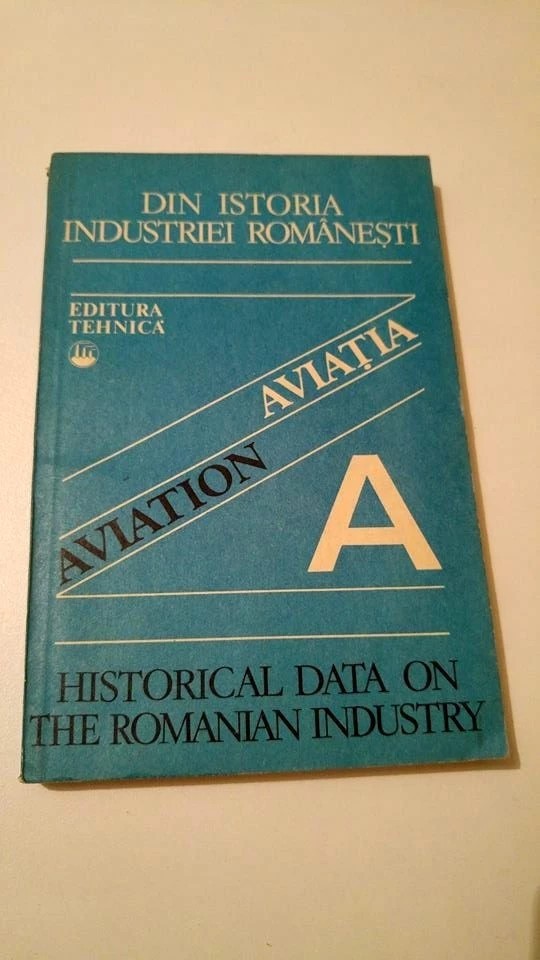 DIN ISTORIA
INDUSTRIEI ROMÂNEȘTI
EDITURA
TEHNICĂ
AVIAȚIA
AVIATION
A
HISTORICAL DATA ON
THE ROMANIAN INDUSTRY